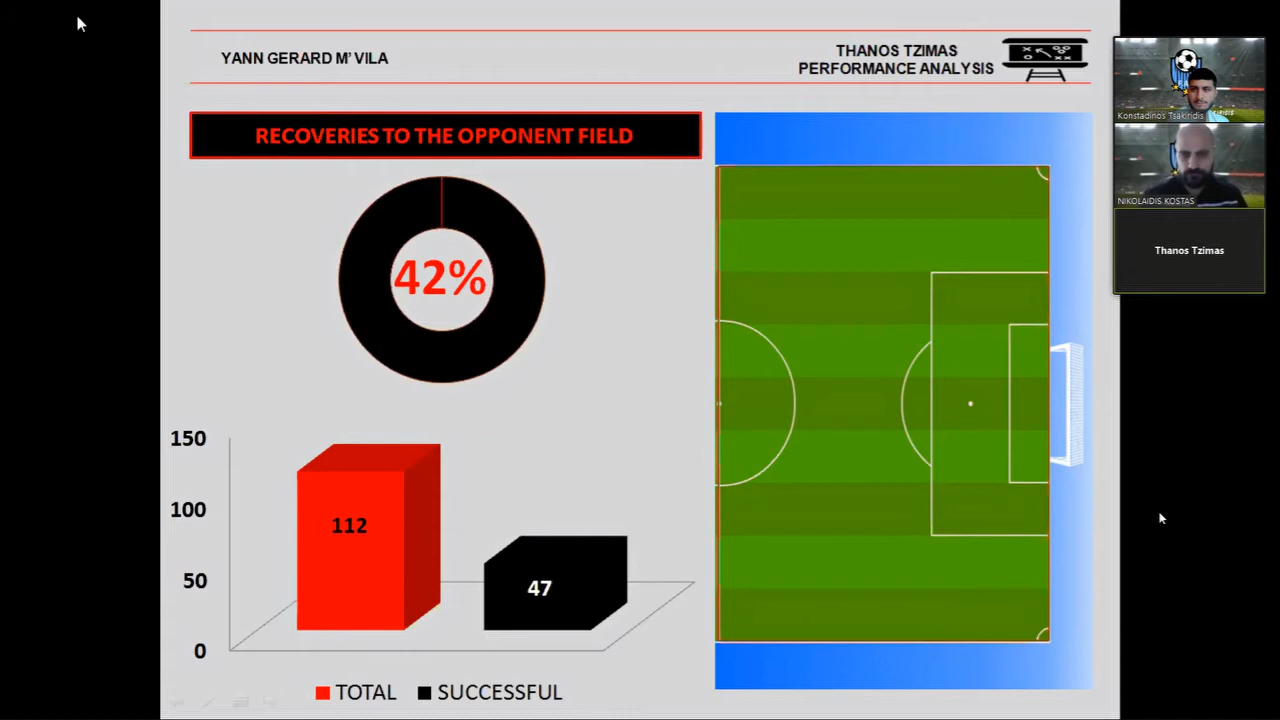 YANN GERARD M' VILA
THANOS TZIMAS
PERFORMANCE ANALYSIS
RECOVERIES TO THE OPPONENT FIELD
42%
150
100
50
0
112
47
TOTAL
SUCCESSFUL
Konstadinos Tsakiridis
NIKOLAIDIS KOSTAS
Thanos Tzimas